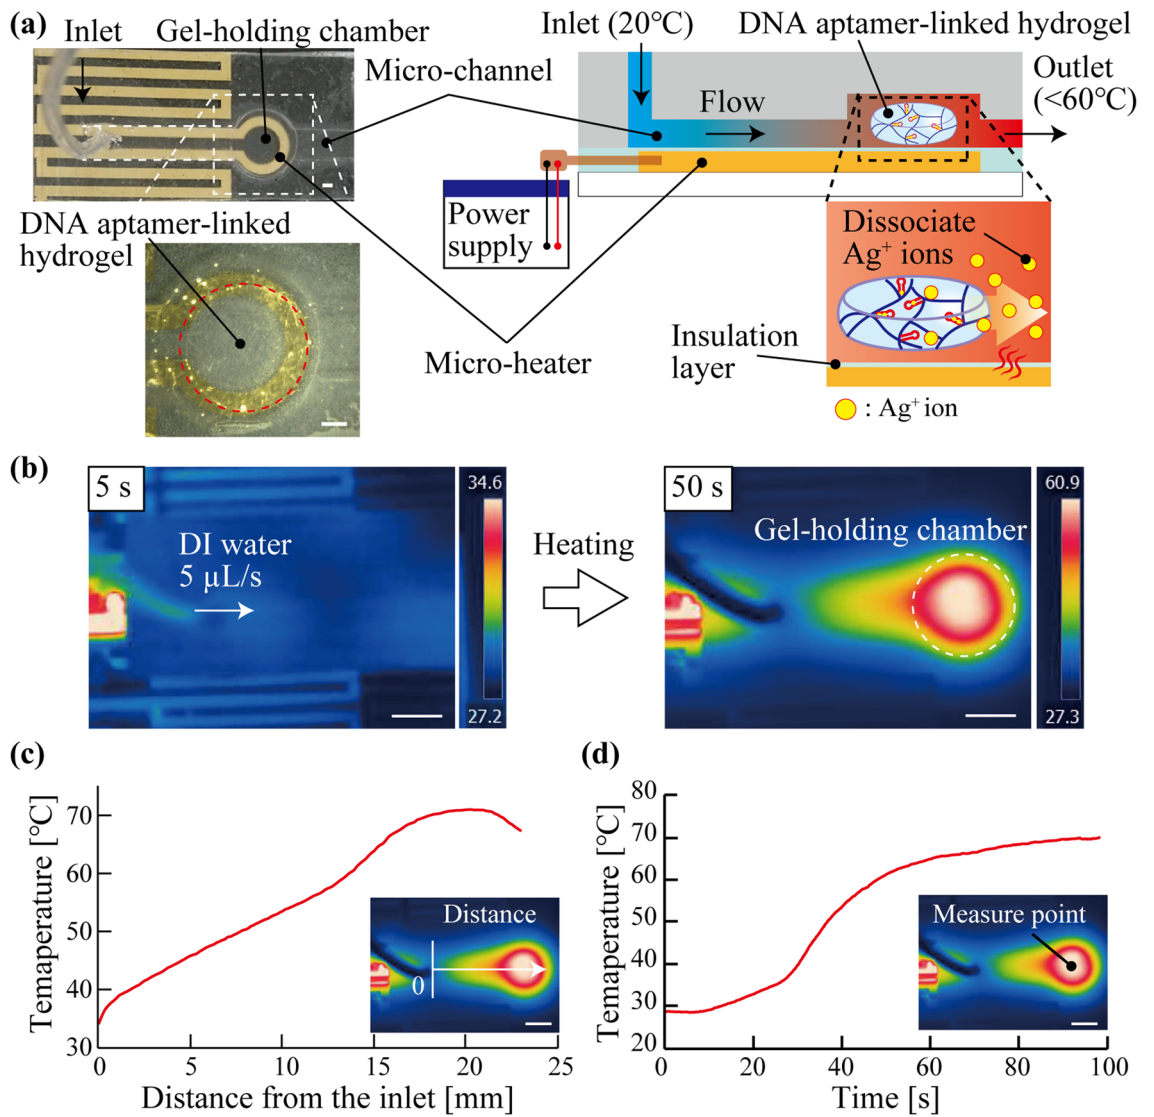 (a)
Inlet
Gel-holding chamber
Micro-channel
DNA aptamer-linked
hydrogel
Micro-heater
Inlet (20℃)
DNA aptamer-linked hydrogel
Flow
Outlet
(<60℃)
Power
supply
Dissociate
Ag⁺ ions
Insulation
layer
: Ag⁺ ion
(b)
5 s
34.6
DI water
5 µL/s
27.2
Heating
50 s
60.9
Gel-holding chamber
27.3
(c)
Temaperature [℃]
70
60
50
40
30
0
5
10
15
20
25
Distance from the inlet [mm]
Distance
0
(d)
Temaperature [℃]
80
70
60
50
40
30
20
0
20
40
60
80
100
Time [s]
Measure point